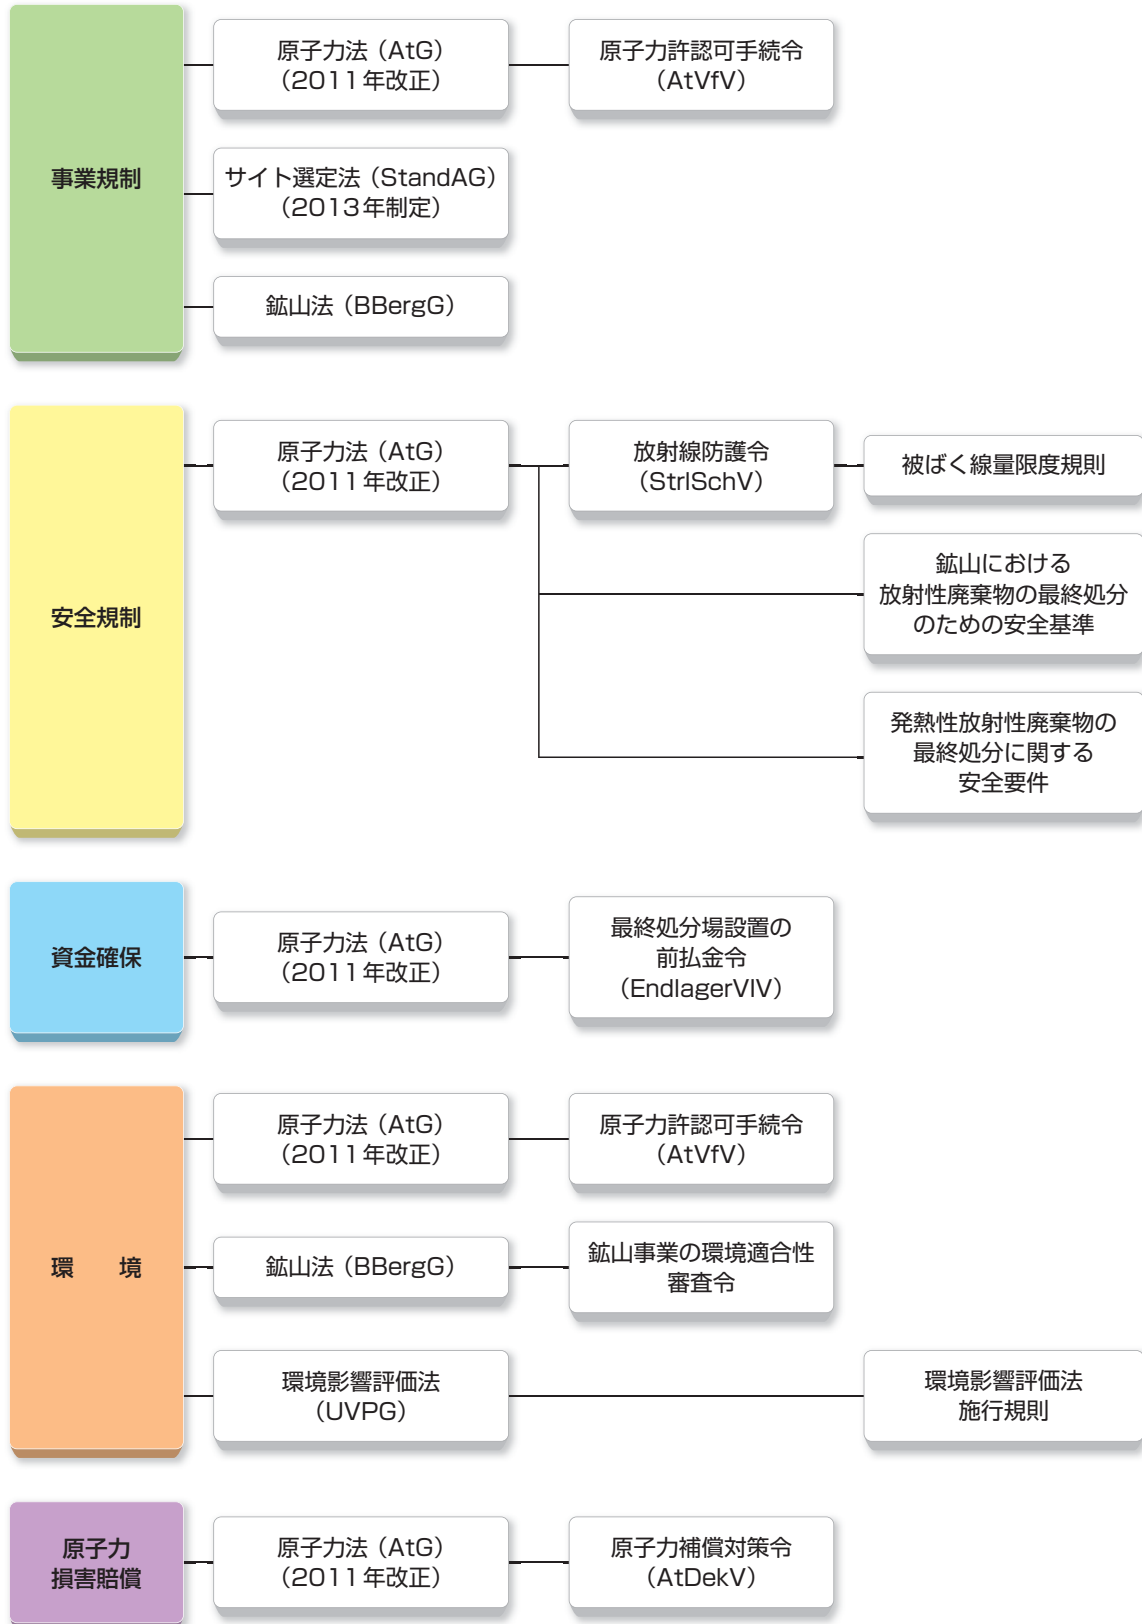 事業規制
原子力法（AtG）
（2011年改正）
原子力許認可手続令
（AtVfV）
サイト選定法（StandAG）
（2013年制定）
鉱山法（BBergG）
安全規制
原子力法（AtG）
（2011年改正）
放射線防護令
（StrlSchV）
被ばく線量限度規則
鉱山における
放射性廃棄物の最終処分
のための安全基準
発熱性放射性廃棄物の
最終処分に関する
安全要件
資金確保
原子力法（AtG）
（2011年改正）
最終処分場設置の
前払金令
（EndlagerVlV）
環　境
原子力法（AtG）
（2011年改正）
原子力許認可手続令
（AtVfV）
鉱山法（BBergG）
鉱山事業の環境適合性
審査令
環境影響評価法
（UVPG）
環境影響評価法
施行規則
原子力
損害賠償
原子力法（AtG）
（2011年改正）
原子力補償対策令
（AtDekV）